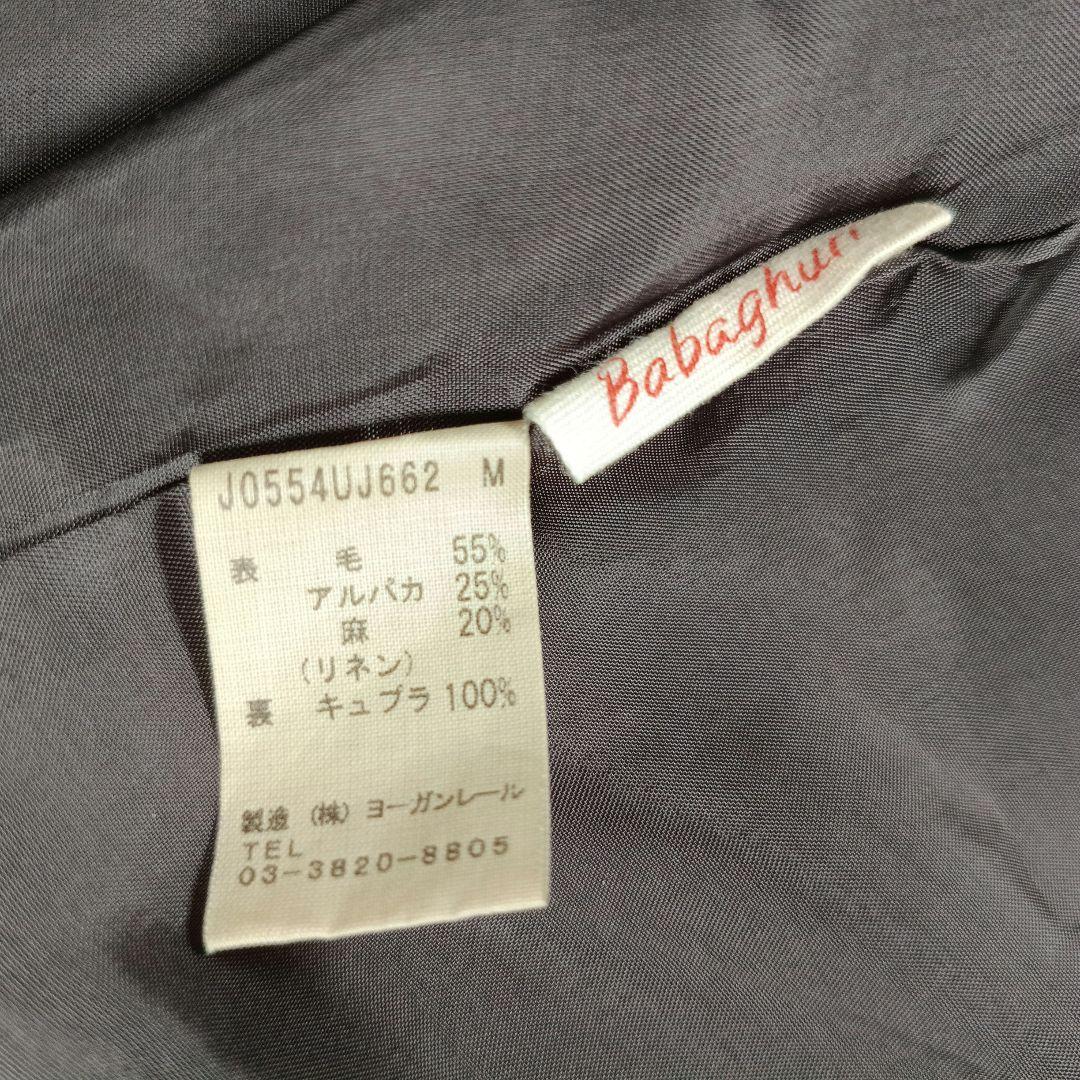 Babaghuri
J0554UJ662 M
表 毛 55%
アルパカ 25%
麻 20%
(リネン)
裏 キュプラ 100%
製造 (株) ヨーガンレール
TEL
03-3820-8805